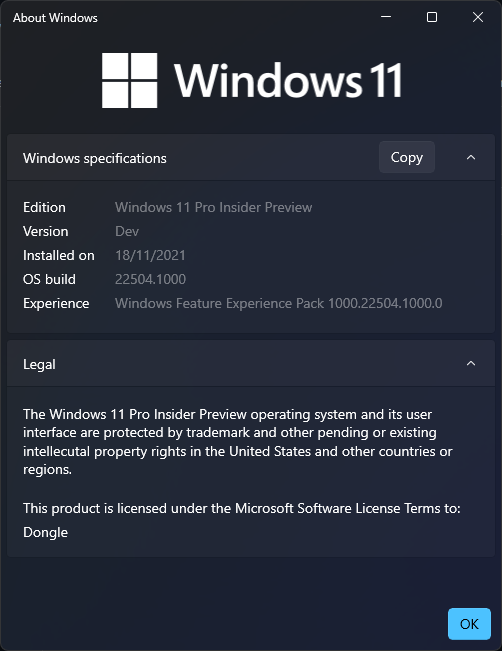 About Windows
Windows 11
Windows specifications
Copy
Edition Windows 11 Pro Insider Preview
Version Dev
Installed on 18/11/2021
OS build 22504.1000
Experience Windows Feature Experience Pack 1000.22504.1000.0
Legal
The Windows 11 Pro Insider Preview operating system and its user
interface are protected by trademark and other pending or existing
intellecutal property rights in the United States and other countries or
regions.
This product is licensed under the Microsoft Software License Terms to:
Dongle
OK